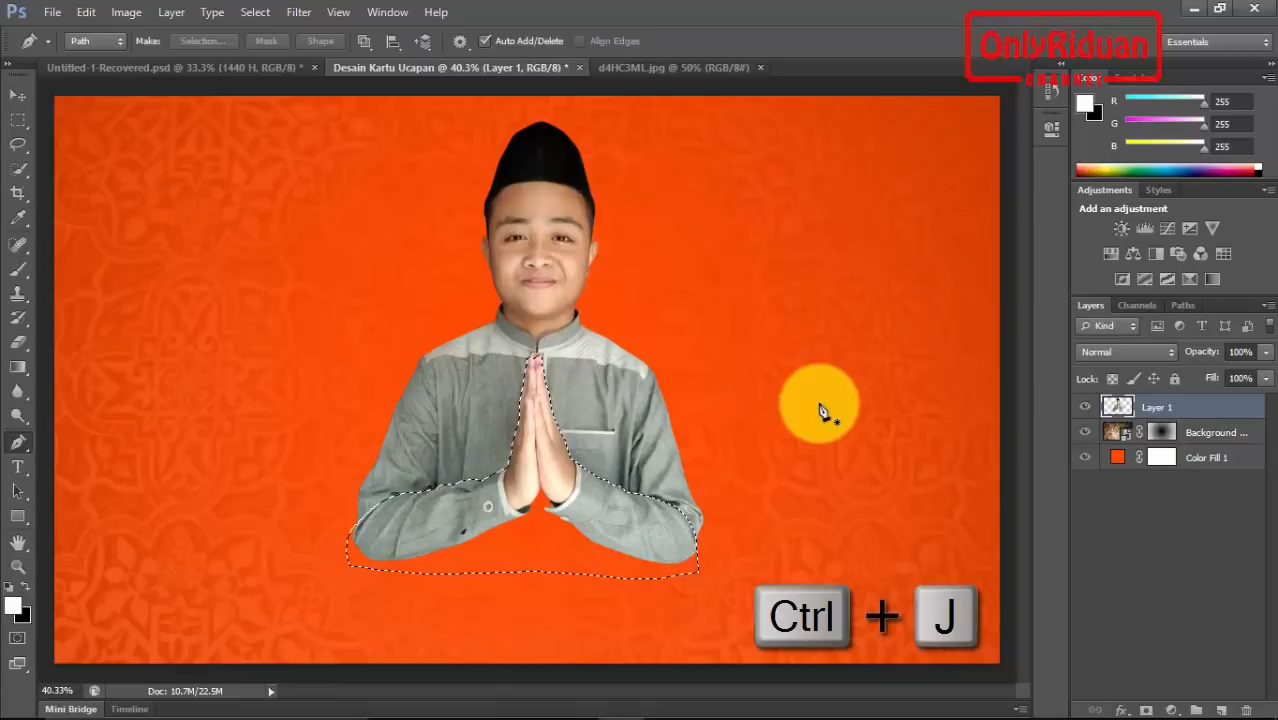 Ps File Edit Image Layer Type Select Filter View Window Help
OnlyRiduan
CHANNEL
Path Make: Selection... Mask Shape Auto Add/Delete Align Edges Essentials
Untitled-1-Recovered.psd @ 33.3% (1440 H, RGB/8) * × Desain Kartu Ucapan @ 40.3% (Layer 1, RGB/8) * × d4HC3ML.jpg @ 50% (RGB/8#) ×
Color
R 255
G 255
B 255
Adjustments Styles
Add an adjustment
Layers Channels Paths
Kind
Normal Opacity: 100%
Lock: Fill: 100%
Layer 1
Background ...
Color Fill 1
Ctrl + J
40.33% Doc: 10.7M/22.5M
Mini Bridge Timeline